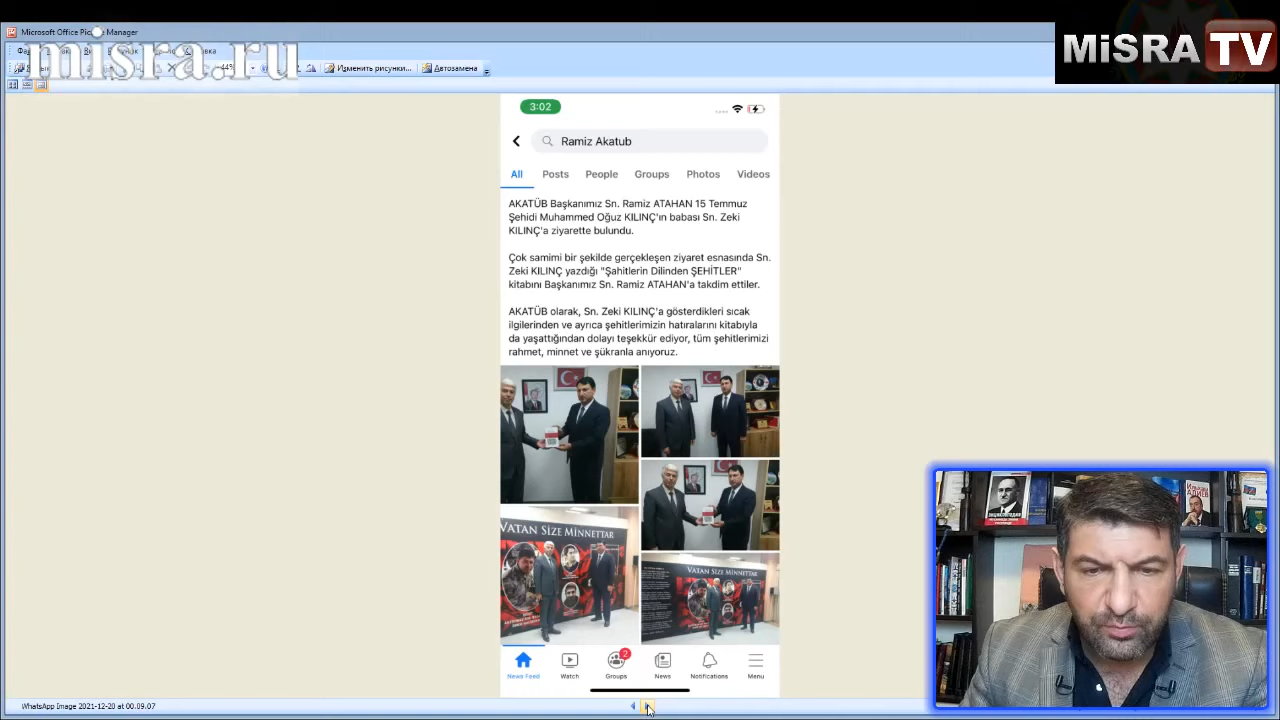 Microsoft Office Picture Manager
misra.ru
Изменить рисунки...
Автозамена
MiSRA TV
3:02
Ramiz Akatub
All Posts People Groups Photos Videos
AKATÜB Başkanımız Sn. Ramiz ATAHAN 15 Temmuz
Şehidi Muhammed Oğuz KILINÇ'ın babası Sn. Zeki
KILINÇ'a ziyarette bulundu.
Çok samimi bir şekilde gerçekleşen ziyaret esnasında Sn.
Zeki KILINÇ yazdığı "Şahitlerin Dilinden ŞEHİTLER"
kitabını Başkanımız Sn. Ramiz ATAHAN'a takdim ettiler.
AKATÜB olarak, Sn. Zeki KILINÇ'a gösterdikleri sıcak
ilgilerinden ve ayrıca şehitlerimizin hatıralarını kitabıyla
da yaşattığından dolayı teşekkür ediyor, tüm şehitlerimizi
rahmet, minnet ve şükranla anıyoruz.
VATAN SIZE MİNNETTAR
VATAN SIZE MİNNETTAR
2
News Feed Watch Groups News Notifications Menu
WhatsApp Image 2021-12-20 at 00.09.07